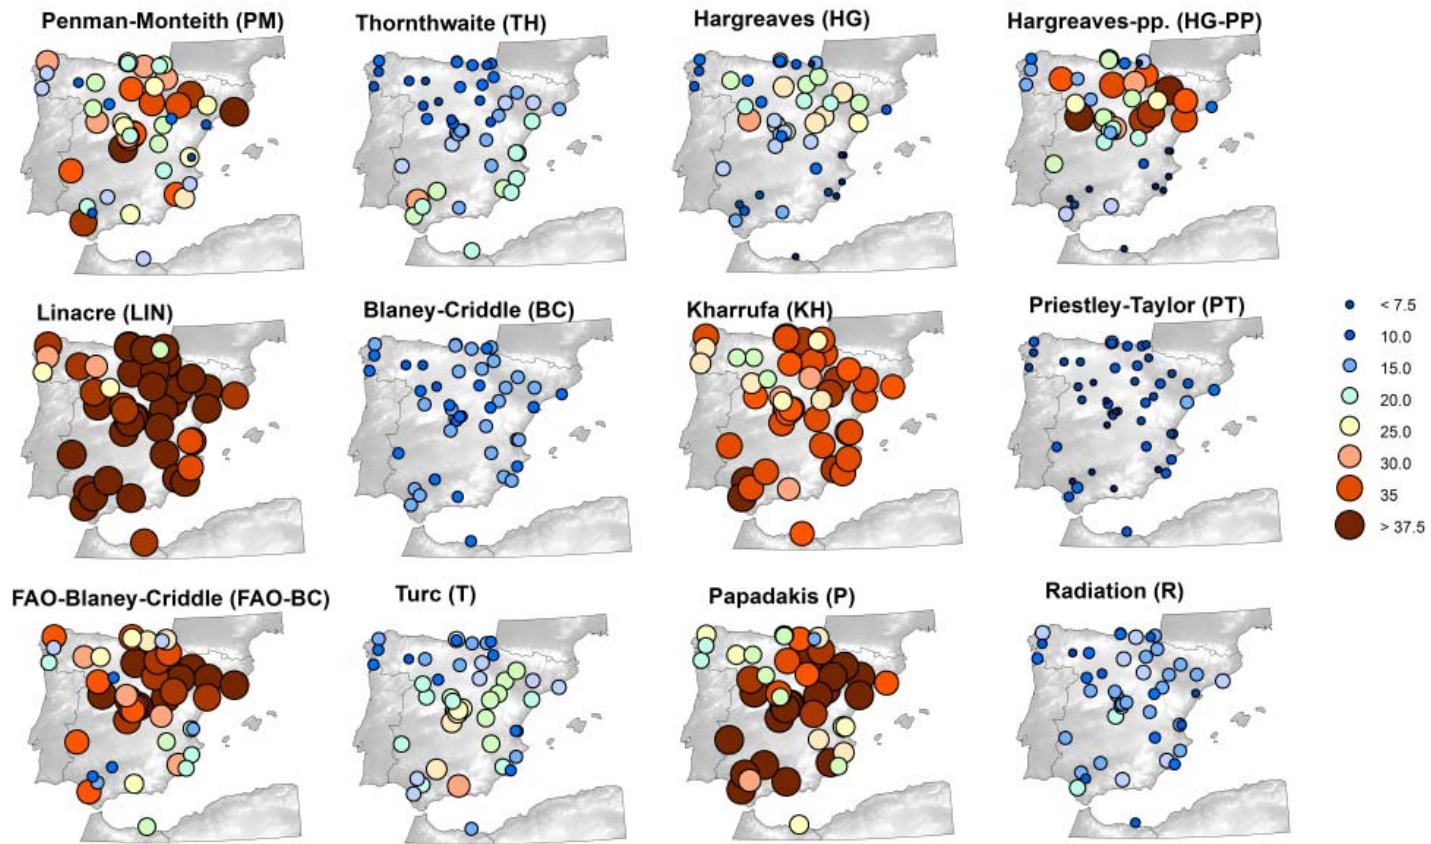 Penman-Monteith (PM)
Thornthwaite (TH)
Hargreaves (HG)
Hargreaves-pp. (HG-PP)
Linacre (LIN)
Blaney-Criddle (BC)
Kharrufa (KH)
Priestley-Taylor (PT)
< 7.5
10.0
15.0
20.0
25.0
30.0
35
> 37.5
FAO-Blaney-Criddle (FAO-BC)
Turc (T)
Papadakis (P)
Radiation (R)